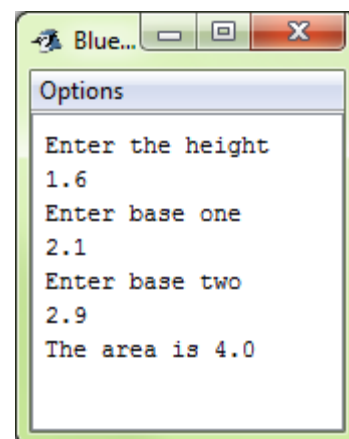 Blue...
Options
Enter the height
1.6
Enter base one
2.1
Enter base two
2.9
The area is 4.0